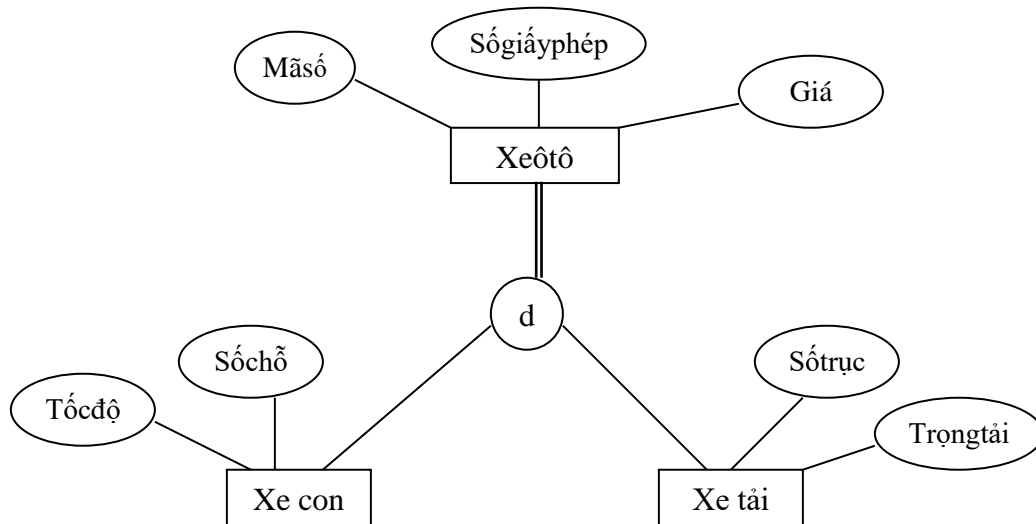 Sốgiấyphép
Mãsố
Giá
Xeôtô
d
Sốchỗ
Sốtrục
Tốcđộ
Trọngtải
Xe con
Xe tải